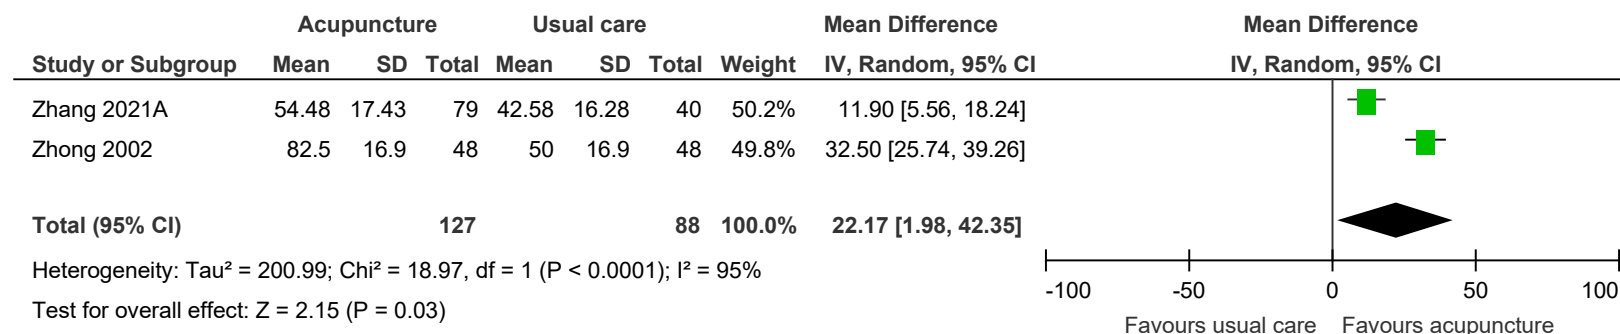 Acupuncture Usual care Mean Difference Mean Difference
Study or Subgroup Mean SD Total Mean SD Total Weight IV, Random, 95% CI IV, Random, 95% CI
Zhang 2021A 54.48 17.43 79 42.58 16.28 40 50.2% 11.90 [5.56, 18.24]
Zhong 2002 82.5 16.9 48 50 16.9 48 49.8% 32.50 [25.74, 39.26]
Total (95% CI) 127 88 100.0% 22.17 [1.98, 42.35]
Heterogeneity: Tau² = 200.99; Chi² = 18.97, df = 1 (P < 0.0001); I² = 95%
Test for overall effect: Z = 2.15 (P = 0.03)
-100 -50 0 50 100
Favours usual care Favours acupuncture